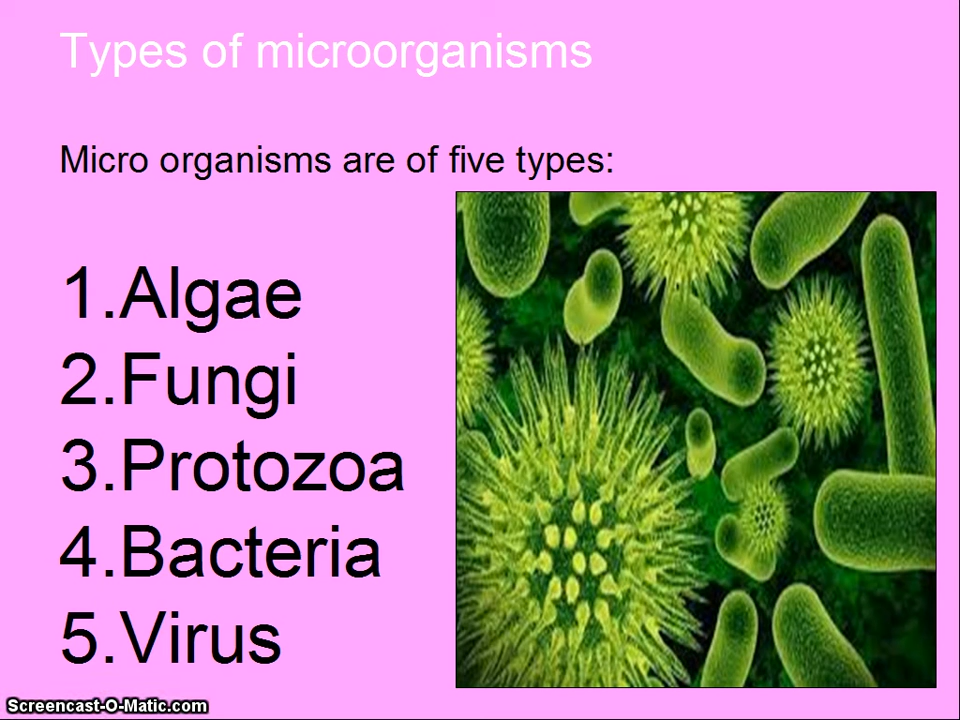 Types of microorganisms
Micro organisms are of five types:
1.Algae
2.Fungi
3.Protozoa
4.Bacteria
5.Virus
Screencast-O-Matic.com